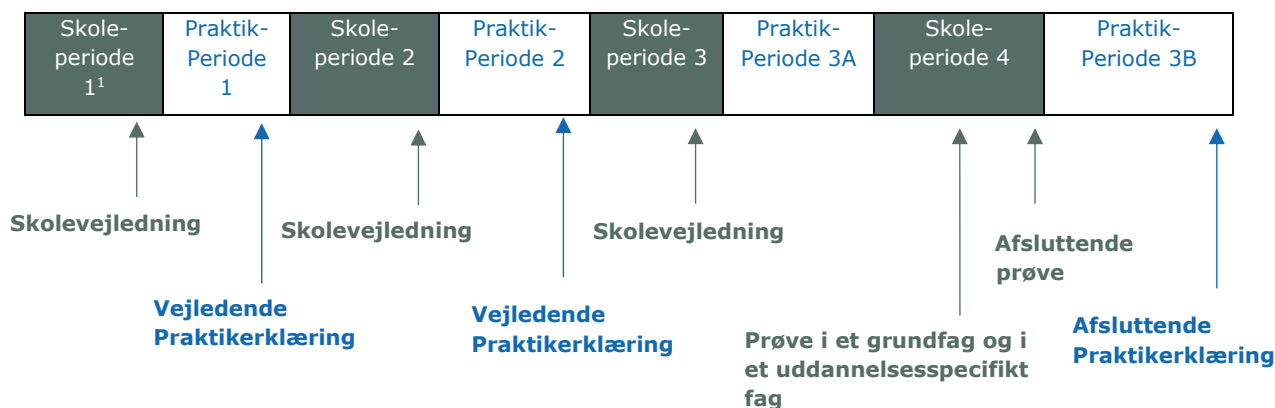 Skole-
periode
1¹
Praktik-
Periode
1
Skole-
periode 2
Praktik-
Periode 2
Skole-
periode 3
Praktik-
Periode 3A
Skole-
periode 4
Praktik-
Periode 3B
Skolevejledning
Skolevejledning
Skolevejledning
Afsluttende
prøve
Vejledende
Praktikerklæring
Vejledende
Praktikerklæring
Prøve i et grundfag og i
et uddannelsesspecifikt
fag
Afsluttende
Praktikerklæring